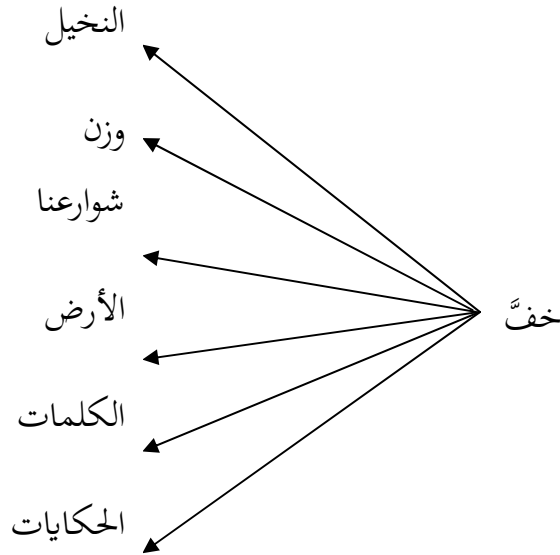 النخيل
وزن
شوارعنا
الأرض
خفَّ
الكلمات
الحكايات